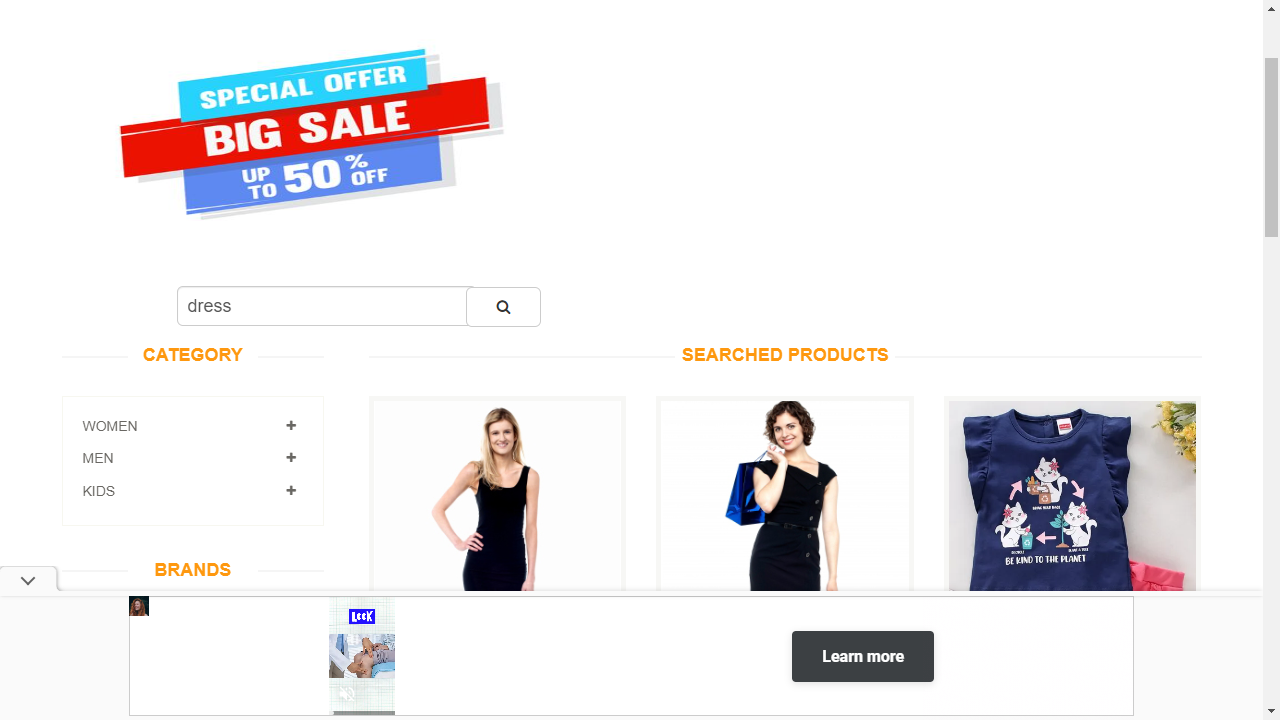 SPECIAL OFFER
BIG SALE
UP TO 50% OFF
dress
CATEGORY
SEARCHED PRODUCTS
WOMEN
MEN
KIDS
BE KIND TO THE PLANET
BRANDS
LOOK
Learn more